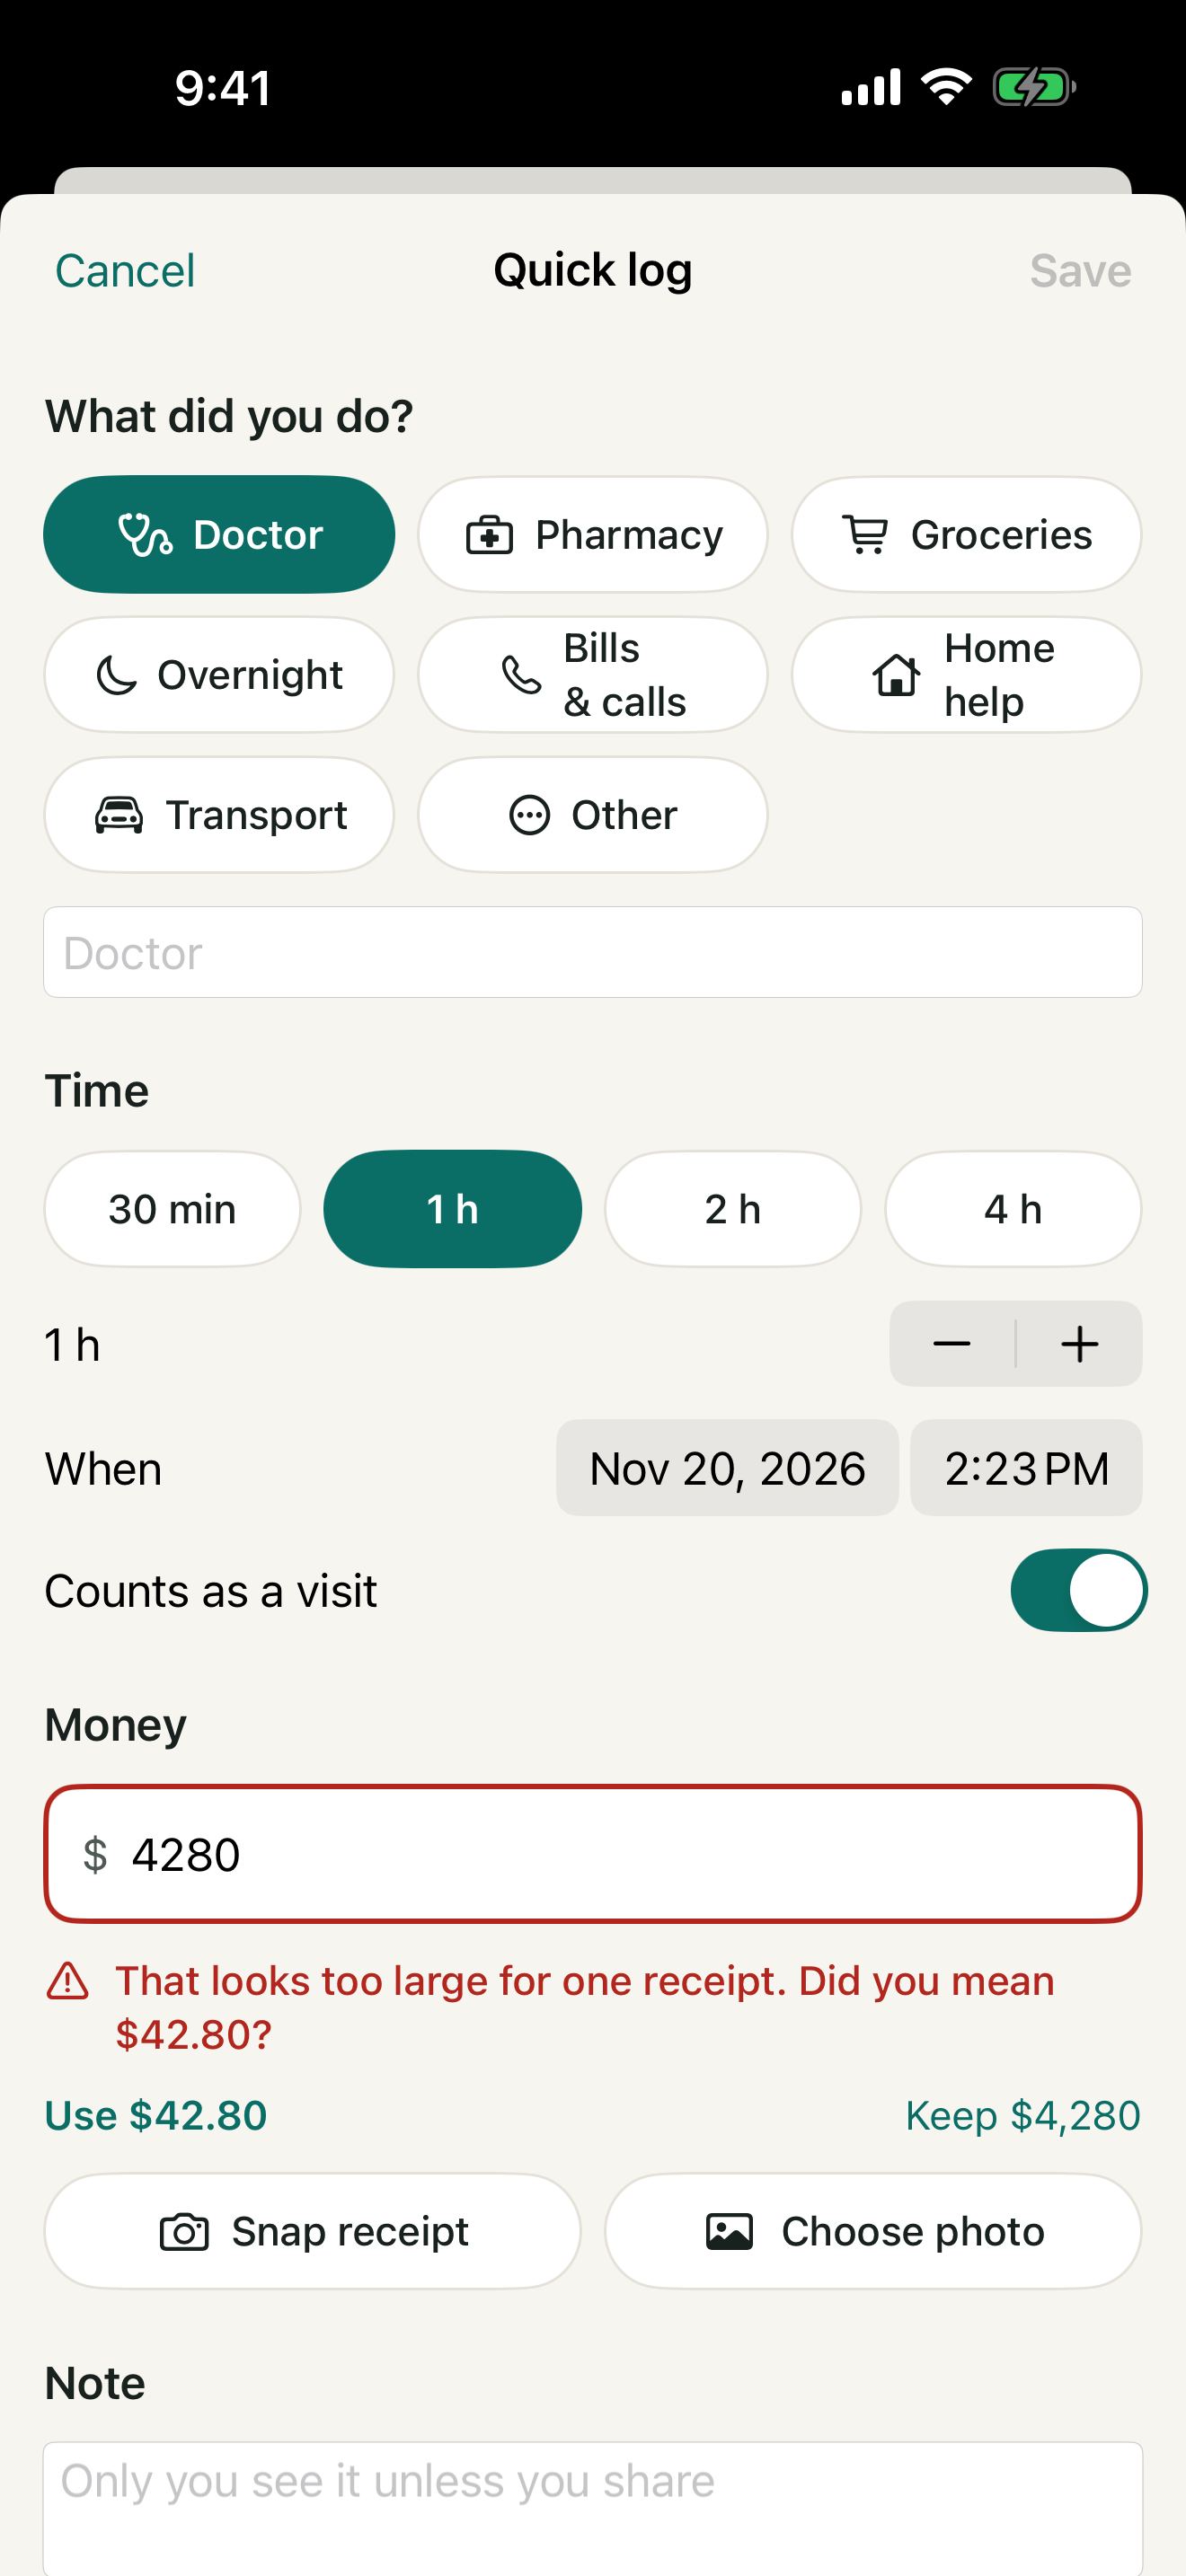 9:41
Cancel
Quick log
Save
What did you do?
Doctor
Pharmacy
Groceries
Overnight
Bills
& calls
Home
help
Transport
Other
Doctor
Time
30 min
1 h
2 h
4 h
1 h
When
Nov 20, 2026
2:23 PM
Counts as a visit
Money
$ 4280
That looks too large for one receipt. Did you mean
$42.80?
Use $42.80
Keep $4,280
Snap receipt
Choose photo
Note
Only you see it unless you share